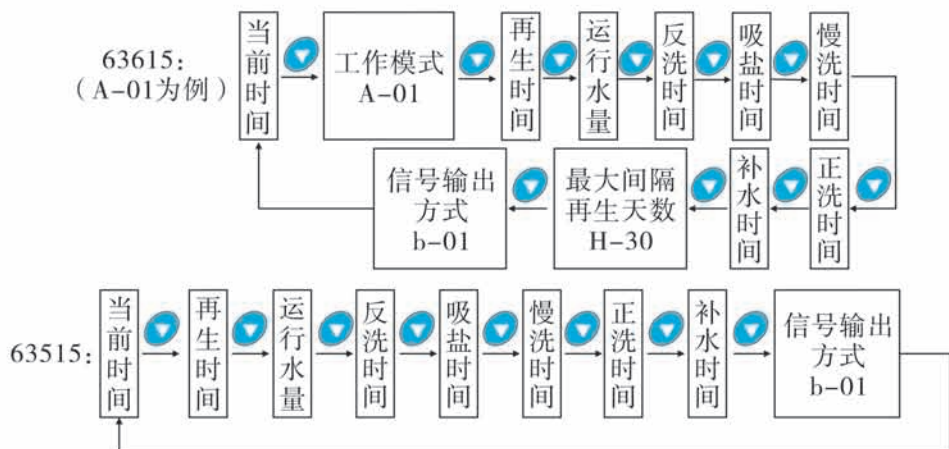 63615:
(A-01为例)
当前时间
工作模式
A-01
再生时间
运行水量
反洗时间
吸盐时间
慢洗时间
正洗时间
补水时间
最大间隔
再生天数
H-30
信号输出
方式
b-01
63515:
当前时间
再生时间
运行水量
反洗时间
吸盐时间
慢洗时间
正洗时间
补水时间
信号输出
方式
b-01